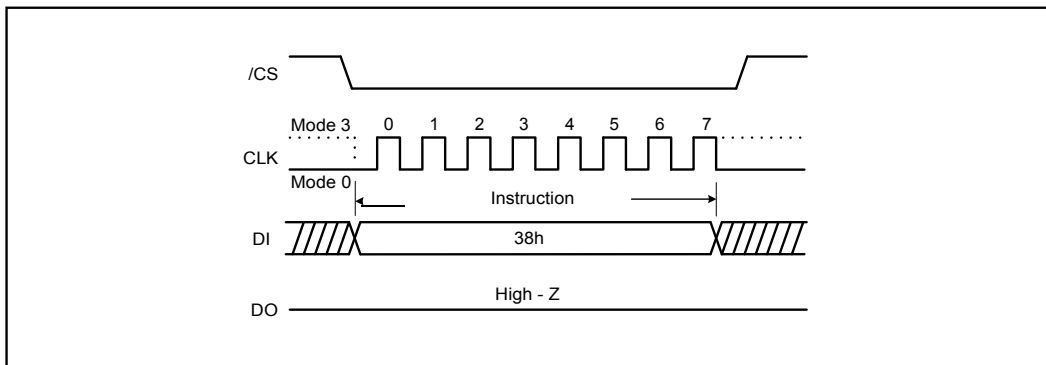 /CS
Mode 3 0 1 2 3 4 5 6 7
CLK
Mode 0
Instruction
DI 38h
High - Z
DO